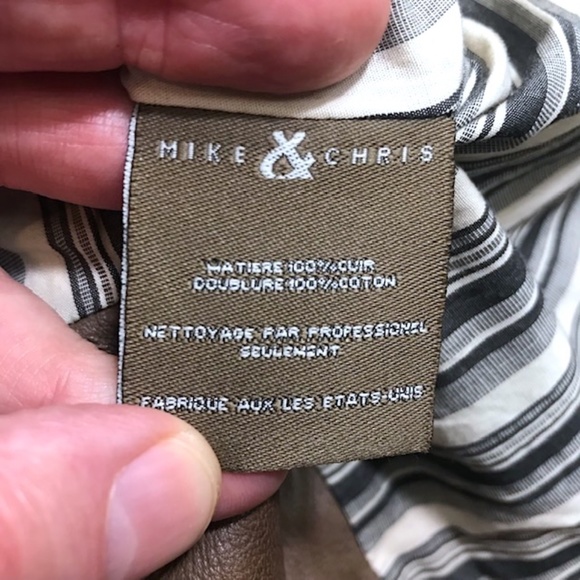 MIKE & CHRIS
MATIERE 100% CUIR
DOUBLURE 100% COTON
NETTOYAGE PAR PROFESSIONEL
SEULEMENT
FABRIQUE AUX LES ETATS-UNIS